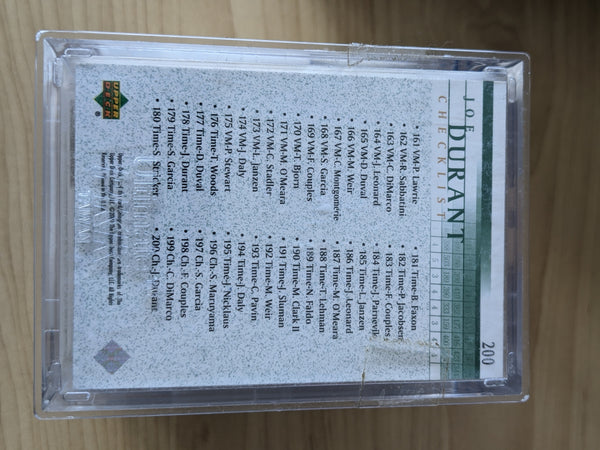 200
JOE
DURANT
CHECKLIST
• 161 VM-P. Lawrie
• 162 VM-R. Sabbatini
• 163 VM-C. DiMarco
• 164 VM-J. Leonard
• 165 VM-D. Duval
• 166 VM-M. Weir
• 167 VM-C. Montgomerie
• 168 VM-S. Garcia
• 169 VM-F. Couples
• 170 VM-T. Bjorn
• 171 VM-M. O'Meara
• 172 VM-C. Stadler
• 173 VM-L. Janzen
• 174 VM-J. Daly
• 175 VM-P. Stewart
• 176 Time-T. Woods
• 177 Time-D. Duval
• 178 Time-J. Durant
• 179 Time-S. Garcia
• 180 Time-S. Stricker
• 181 Time-B. Faxon
• 182 Time-P. Jacobsen
• 183 Time-F. Couples
• 184 Time-J. Parnevik
• 185 Time-L. Janzen
• 186 Time-J. Leonard
• 187 Time-M. O'Meara
• 188 Time-T. Lehman
• 189 Time-N. Faldo
• 190 Time-M. Clark II
• 191 Time-J. Sluman
• 192 Time-M. Weir
• 193 Time-C. Pavin
• 194 Time-J. Daly
• 195 Time-J. Nicklaus
• 196 Ch.-S. Maruyama
• 197 Ch.-S. Garcia
• 198 Ch.-F. Couples
• 199 Ch.-C. DiMarco
• 200 Ch.-J. Durant
UPPER
DECK